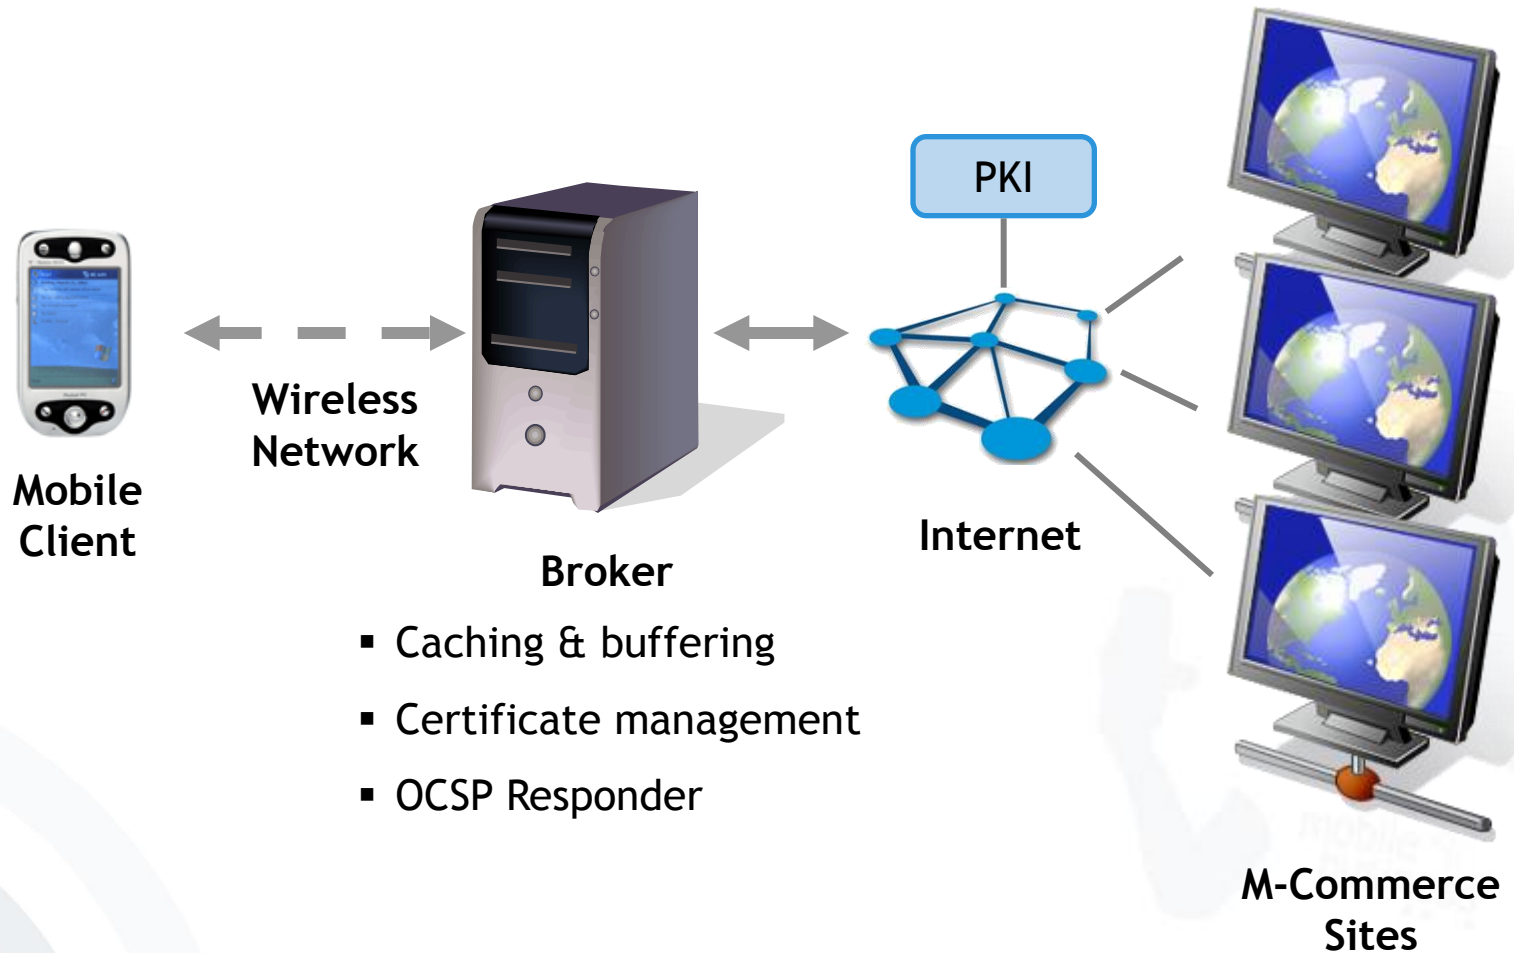 PKI
Wireless
Network
Mobile
Client
Internet
Broker
▪ Caching & buffering
▪ Certificate management
▪ OCSP Responder
M-Commerce
Sites